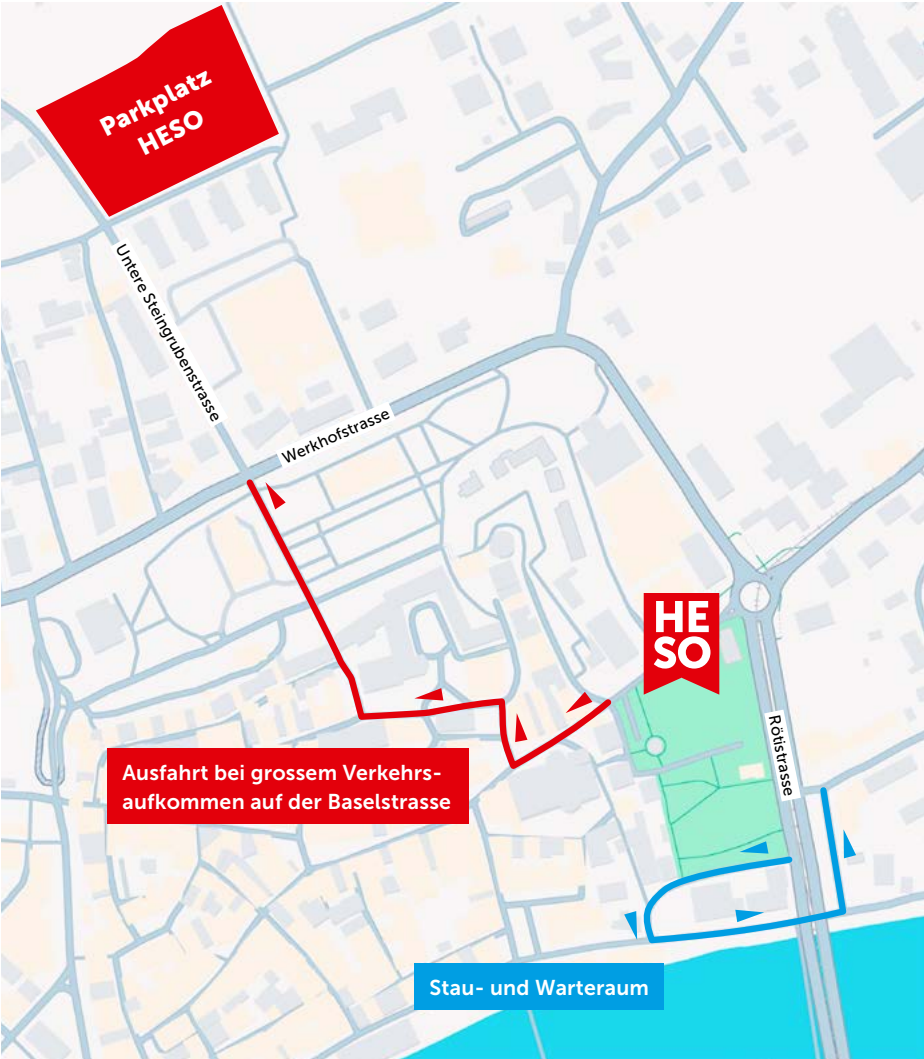 Parkplatz
HESO
Untere Steingrubenstrasse
Werkhofstrasse
HE
SO
Rötistrasse
Ausfahrt bei grossem Verkehrs-
aufkommen auf der Baselstrasse
Stau- und Warteraum